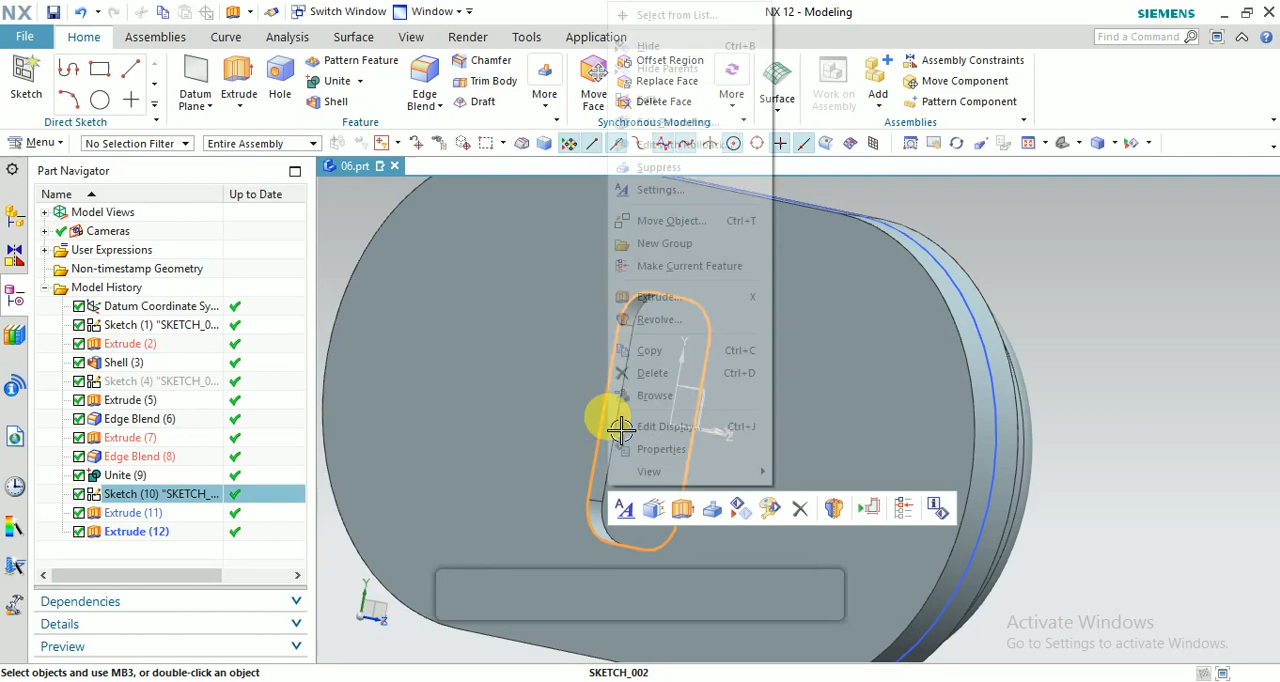 NX
Switch Window
Window
NX 12 - Modeling
SIEMENS
File
Home
Assemblies
Curve
Analysis
Surface
View
Render
Tools
Application
Find a Command
Sketch
Direct Sketch
Datum
Plane
Extrude
Hole
Pattern Feature
Unite
Shell
Edge
Blend
Chamfer
Trim Body
Draft
More
Feature
Move
Face
Offset Region
Replace Face
Delete Face
More
Synchronous Modeling
Surface
Work on
Assembly
Add
Assembly Constraints
Move Component
Pattern Component
Assemblies
Menu
No Selection Filter
Entire Assembly
Part Navigator
06.prt
Name
Up to Date
Model Views
Cameras
User Expressions
Non-timestamp Geometry
Model History
Datum Coordinate Sy...
Sketch (1) "SKETCH_0...
Extrude (2)
Shell (3)
Sketch (4) "SKETCH_0...
Extrude (5)
Edge Blend (6)
Extrude (7)
Edge Blend (8)
Unite (9)
Sketch (10) "SKETCH_...
Extrude (11)
Extrude (12)
Dependencies
Details
Preview
Select from List...
Hide Ctrl+B
Hide Parents
Suppress
Settings...
Move Object... Ctrl+T
New Group
Make Current Feature
Extrude... X
Revolve...
Copy Ctrl+C
Delete Ctrl+D
Browse
Edit Display... Ctrl+J
Properties
View
Y
Z
Y
Z
Activate Windows
Go to Settings to activate Windows.
Select objects and use MB3, or double-click an object
SKETCH_002